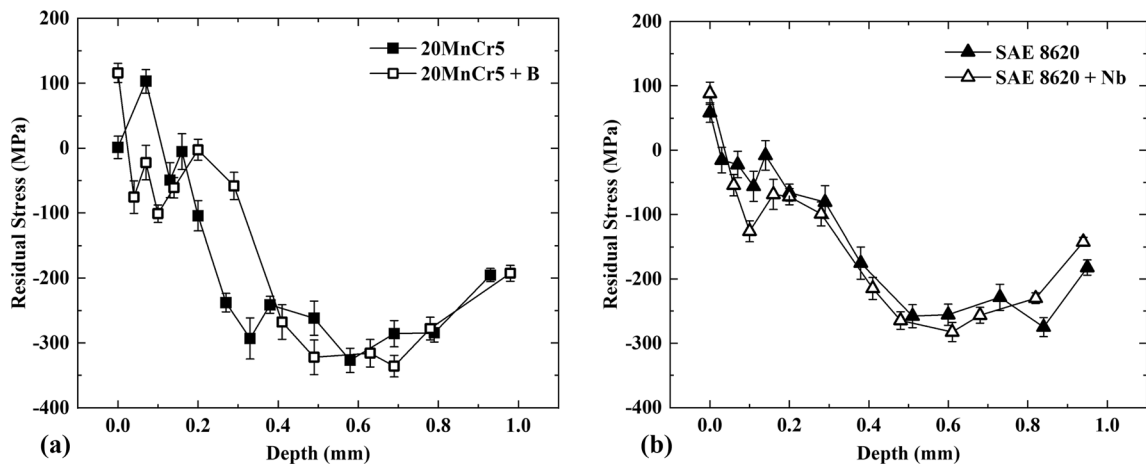 200
100
0
-100
-200
-300
-400
Residual Stress (MPa)
20MnCr5
20MnCr5 + B
0.0 0.2 0.4 0.6 0.8 1.0
Depth (mm)
(a)
200
100
0
-100
-200
-300
-400
Residual Stress (MPa)
SAE 8620
SAE 8620 + Nb
0.0 0.2 0.4 0.6 0.8 1.0
Depth (mm)
(b)